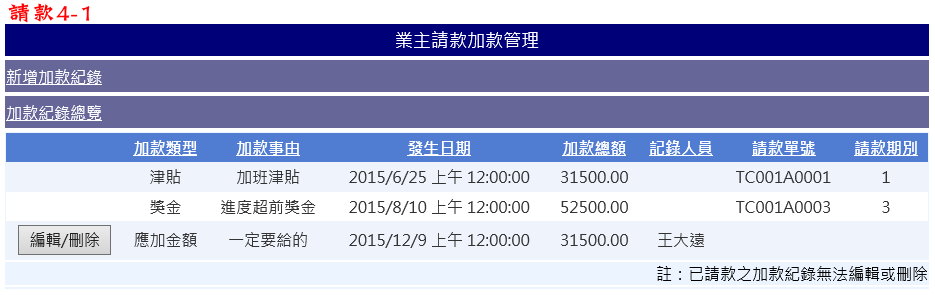 請款4-1
業主請款加款管理
新增加款紀錄
加款紀錄總覽
加款類型 加款事由 發生日期 加款總額 記錄人員 請款單號 請款期別
津貼 加班津貼 2015/6/25 上午 12:00:00 31500.00 TC001A0001 1
獎金 進度超前獎金 2015/8/10 上午 12:00:00 52500.00 TC001A0003 3
編輯/刪除 應加金額 一定要給的 2015/12/9 上午 12:00:00 31500.00 王大遠
註：已請款之加款紀錄無法編輯或刪除